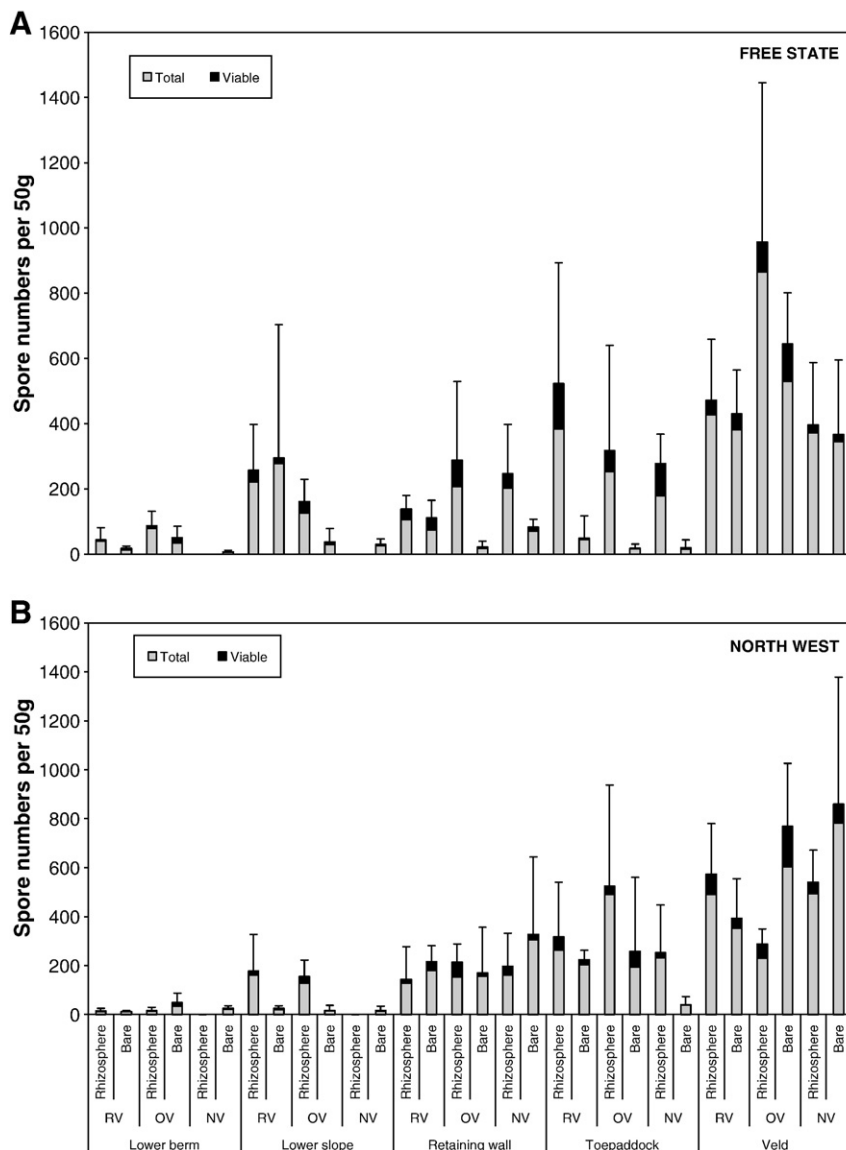 A
1600
1400
1200
1000
800
600
400
200
0
Spore numbers per 50g
Total Viable
FREE STATE
B
1600
1400
1200
1000
800
600
400
200
0
Spore numbers per 50g
Total Viable
NORTH WEST
Rhizosphere Bare Rhizosphere Bare Rhizosphere Bare Rhizosphere Bare Rhizosphere Bare Rhizosphere Bare Rhizosphere Bare Rhizosphere Bare Rhizosphere Bare Rhizosphere Bare Rhizosphere Bare Rhizosphere Bare Rhizosphere Bare Rhizosphere Bare Rhizosphere Bare
RV OV NV RV OV NV RV OV NV RV OV NV RV OV NV
Lower berm Lower slope Retaining wall Toepaddock Veld